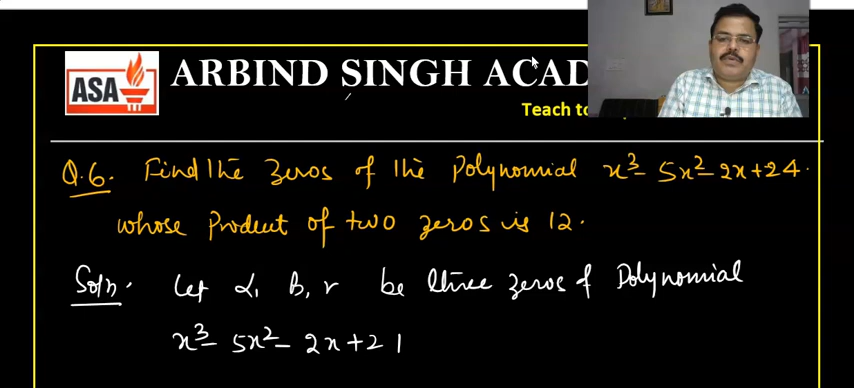 ASA
ARBIND SINGH ACAD
Teach to
Q.6. Find the zeros of the Polynomial x³- 5x²- 2x+24.
whose Product of two zeros is 12.
Soln. Let α, β, γ be three zeros of Polynomial
x³- 5x²- 2x+2